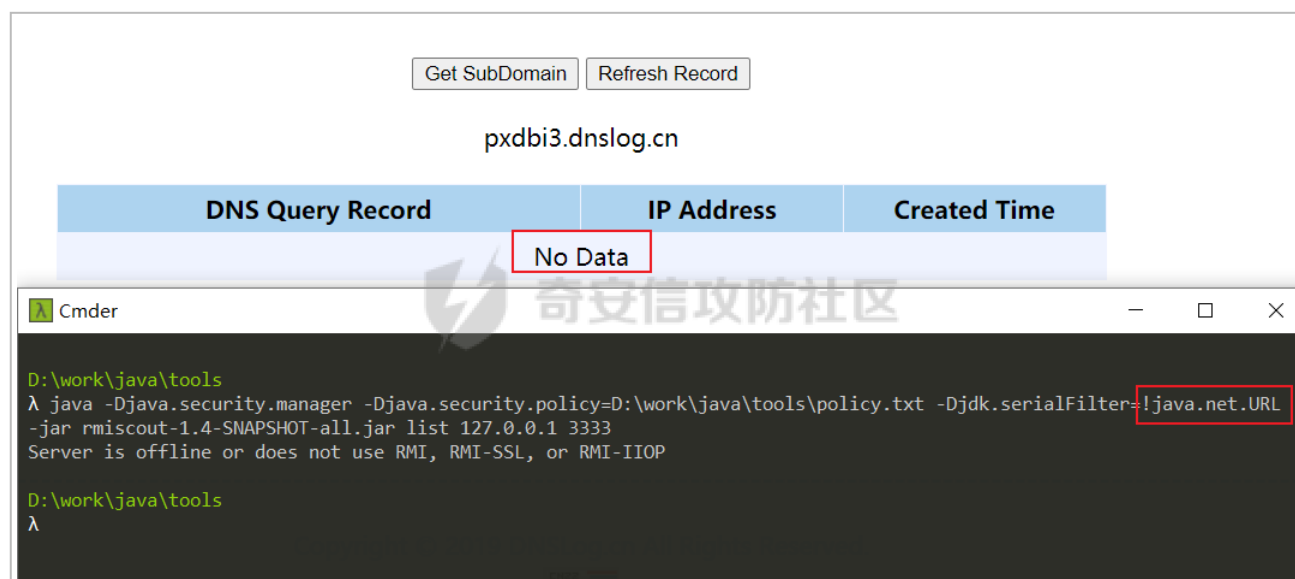 Get SubDomain Refresh Record
pxdbi3.dnslog.cn
DNS Query Record IP Address Created Time
No Data
奇安信攻防社区
Cmder
D:\work\java\tools
λ java -Djava.security.manager -Djava.security.policy=D:\work\java\tools\policy.txt -Djdk.serialFilter=!java.net.URL
-jar rmiscout-1.4-SNAPSHOT-all.jar list 127.0.0.1 3333
Server is offline or does not use RMI, RMI-SSL, or RMI-IIOP
D:\work\java\tools
λ